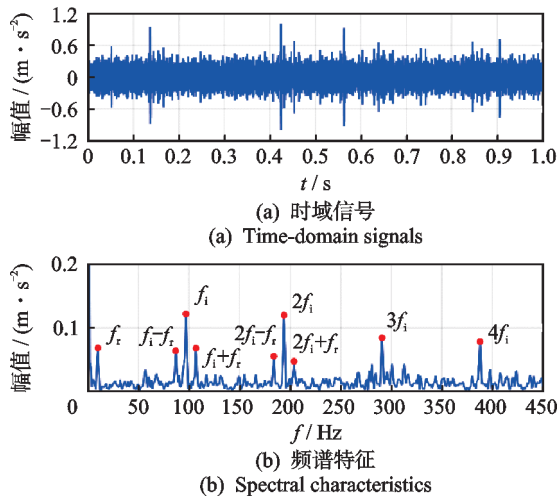 1.2
0.6
0
−0.6
−1.2
幅值 / (m · s⁻²)
0 0.1 0.2 0.3 0.4 0.5 0.6 0.7 0.8 0.9 1.0
t / s
(a) 时域信号
(a) Time-domain signals
0.2
0.1
0
幅值 / (m · s⁻²)
fᵣ
fᵢ−fᵣ
fᵢ
fᵢ+fᵣ
2fᵢ−fᵣ
2fᵢ
2fᵢ+fᵣ
3fᵢ
4fᵢ
50 100 150 200 250 300 350 400 450
f / Hz
(b) 频谱特征
(b) Spectral characteristics